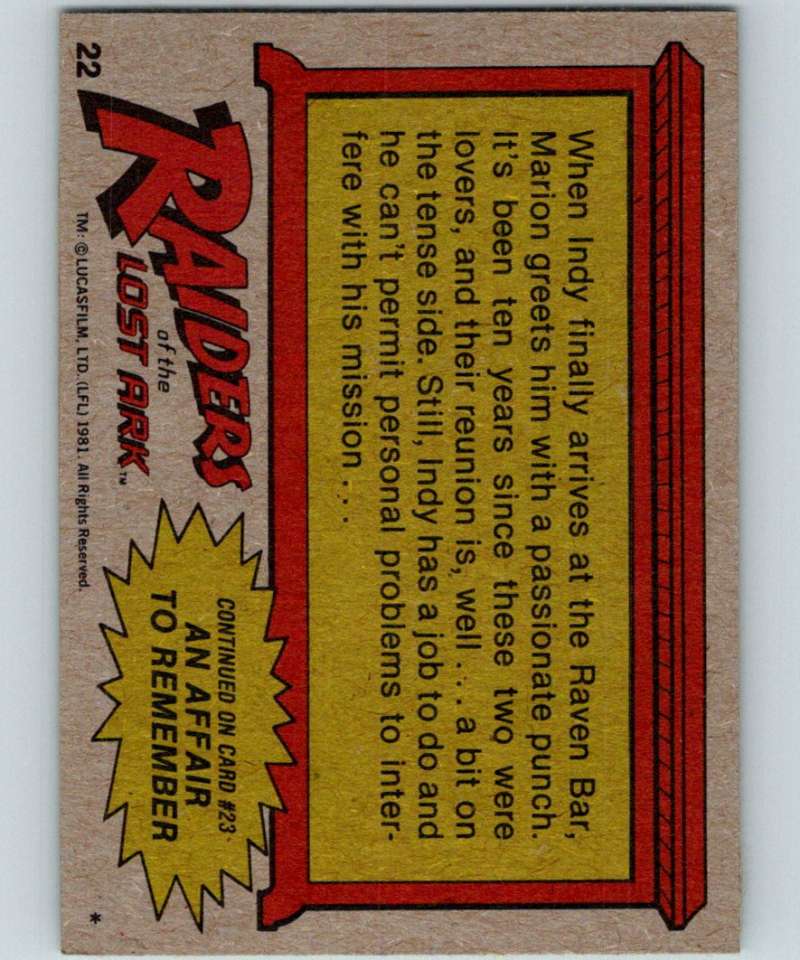 When Indy finally arrives at the Raven Bar,
Marion greets him with a passionate punch.
It's been ten years since these two were
lovers, and their reunion is, well . . . a bit on
the tense side. Still, Indy has a job to do and
he can't permit personal problems to inter-
fere with his mission . . .
CONTINUED ON CARD #23
AN AFFAIR
TO REMEMBER
RAIDERS
of the
LOST ARK™
22
TM: © LUCASFILM, LTD. (LFL) 1981. All Rights Reserved.
*